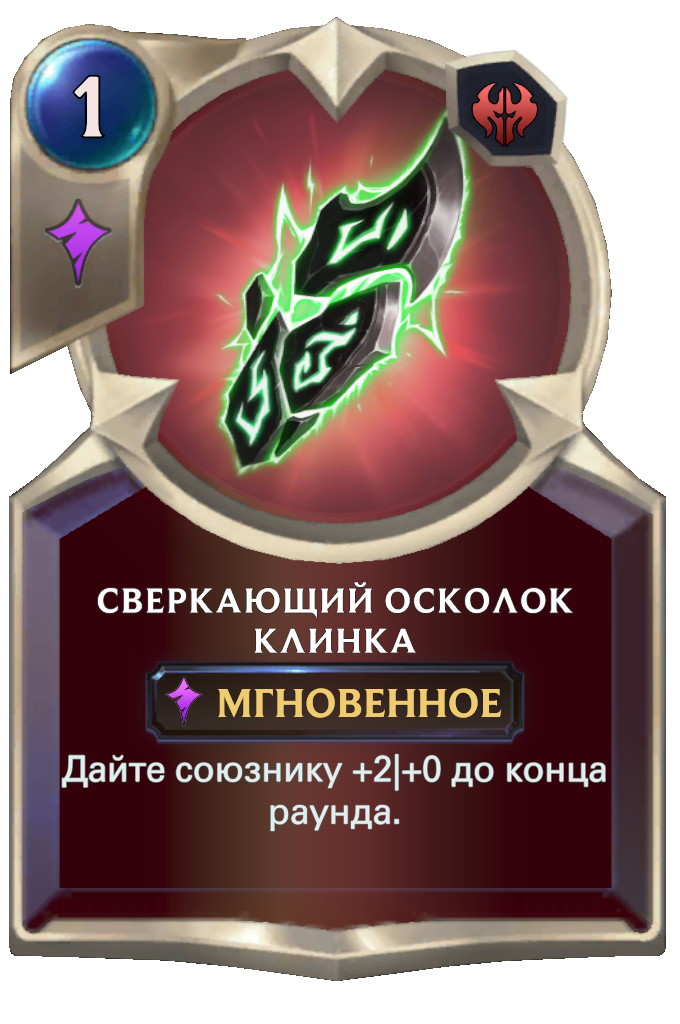 1
СВЕРКАЮЩИЙ ОСКОЛОК
КЛИНКА
МГНОВЕННОЕ
Дайте союзнику +2|+0 до конца
раунда.